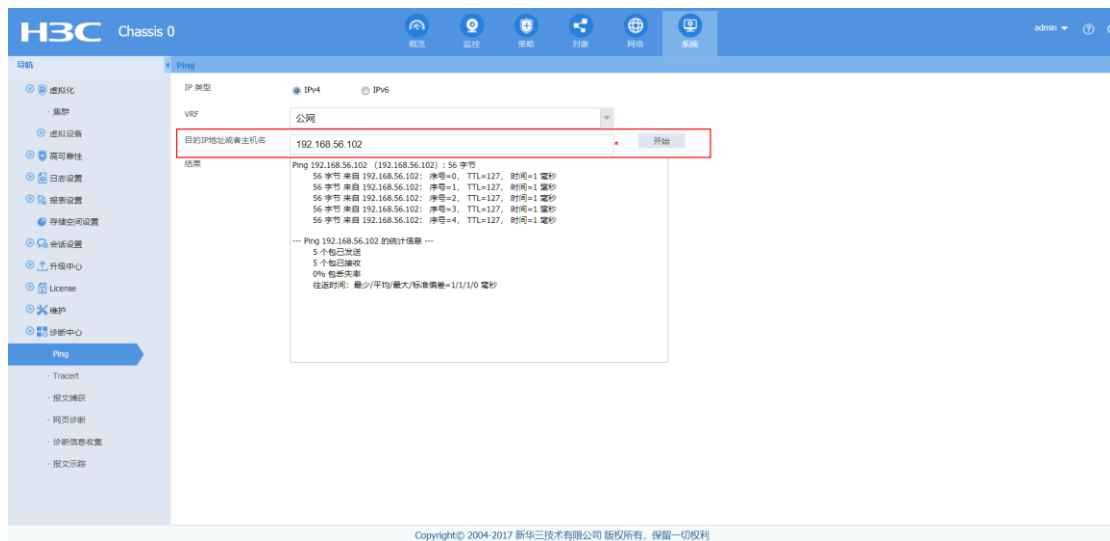 H3C Chassis 0
概览 监控 策略 对象 网络 系统
admin
导航
Ping
虚拟化
· 集群
虚拟设备
高可靠性
日志设置
报表设置
存储空间设置
会话设置
升级中心
License
维护
诊断中心
Ping
· Tracert
· 报文捕获
· 网页诊断
· 诊断信息收集
· 报文示踪
IP 类型 IPv4 IPv6
VRF 公网
目的IP地址或者主机名 192.168.56.102 * 开始
结果
Ping 192.168.56.102 （192.168.56.102）: 56 字节
56 字节 来自 192.168.56.102： 序号=0， TTL=127， 时间=1 毫秒
56 字节 来自 192.168.56.102： 序号=1， TTL=127， 时间=1 毫秒
56 字节 来自 192.168.56.102： 序号=2， TTL=127， 时间=1 毫秒
56 字节 来自 192.168.56.102： 序号=3， TTL=127， 时间=1 毫秒
56 字节 来自 192.168.56.102： 序号=4， TTL=127， 时间=1 毫秒
--- Ping 192.168.56.102 的统计信息 ---
5 个包已发送
5 个包已接收
0% 包丢失率
往返时间：最少/平均/最大/标准偏差=1/1/1/0 毫秒
Copyright© 2004-2017 新华三技术有限公司 版权所有，保留一切权利